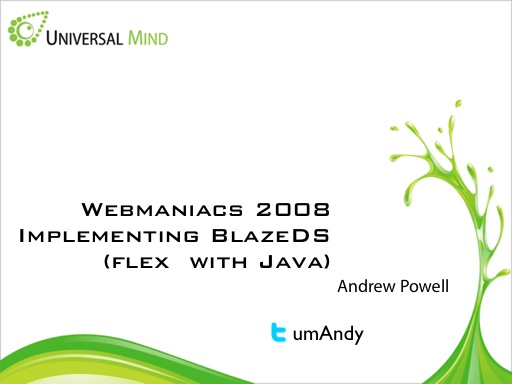 UNIVERSAL MIND
WEBMANIACS 2008
IMPLEMENTING BLAZEDS
(FLEX WITH JAVA)
Andrew Powell
umAndy